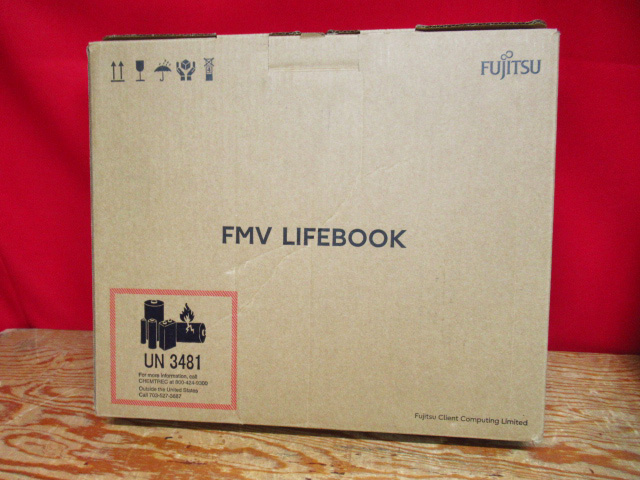 FUJITSU
FMV LIFEBOOK
UN 3481
For more information, call
CHEMTREC at 800-424-9300
Outside the United States
Call 703-527-3887
Fujitsu Client Computing Limited